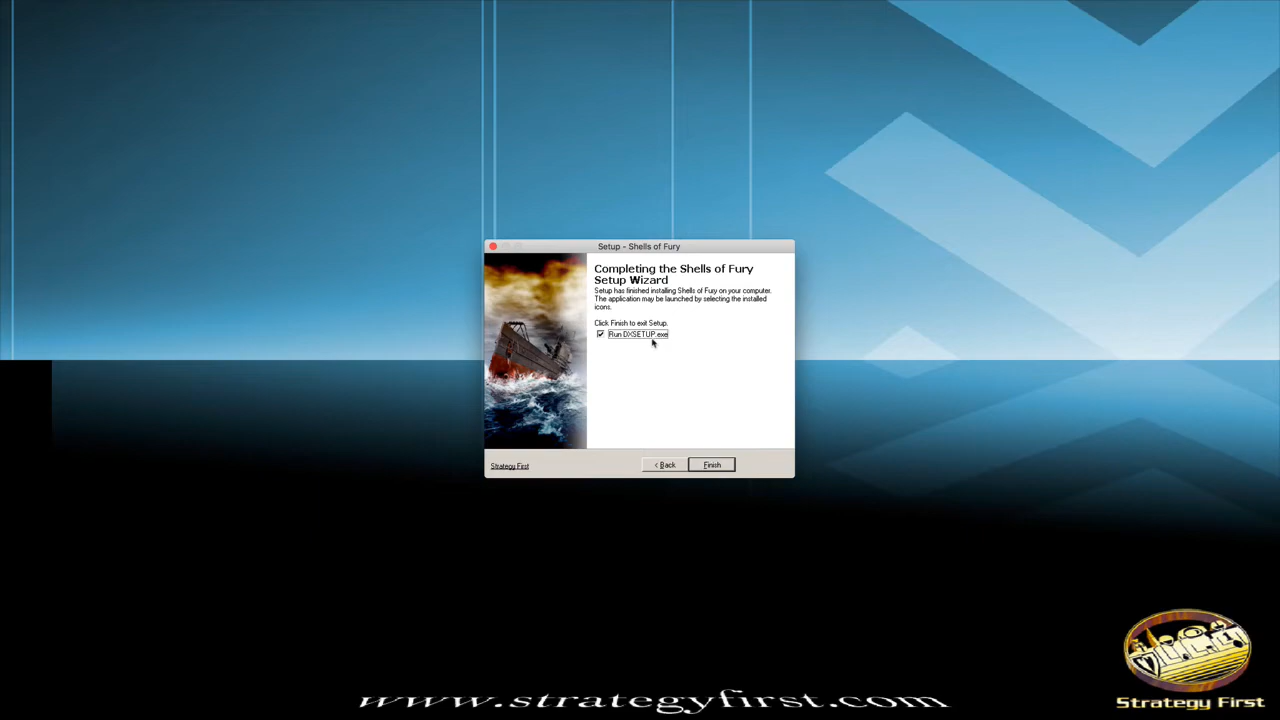 Setup - Shells of Fury
Completing the Shells of Fury
Setup Wizard
Setup has finished installing Shells of Fury on your computer.
The application may be launched by selecting the installed
icons.
Click Finish to exit Setup.
Run DXSETUP.exe
Strategy First
< Back
Finish
Strategy First
www.strategyfirst.com